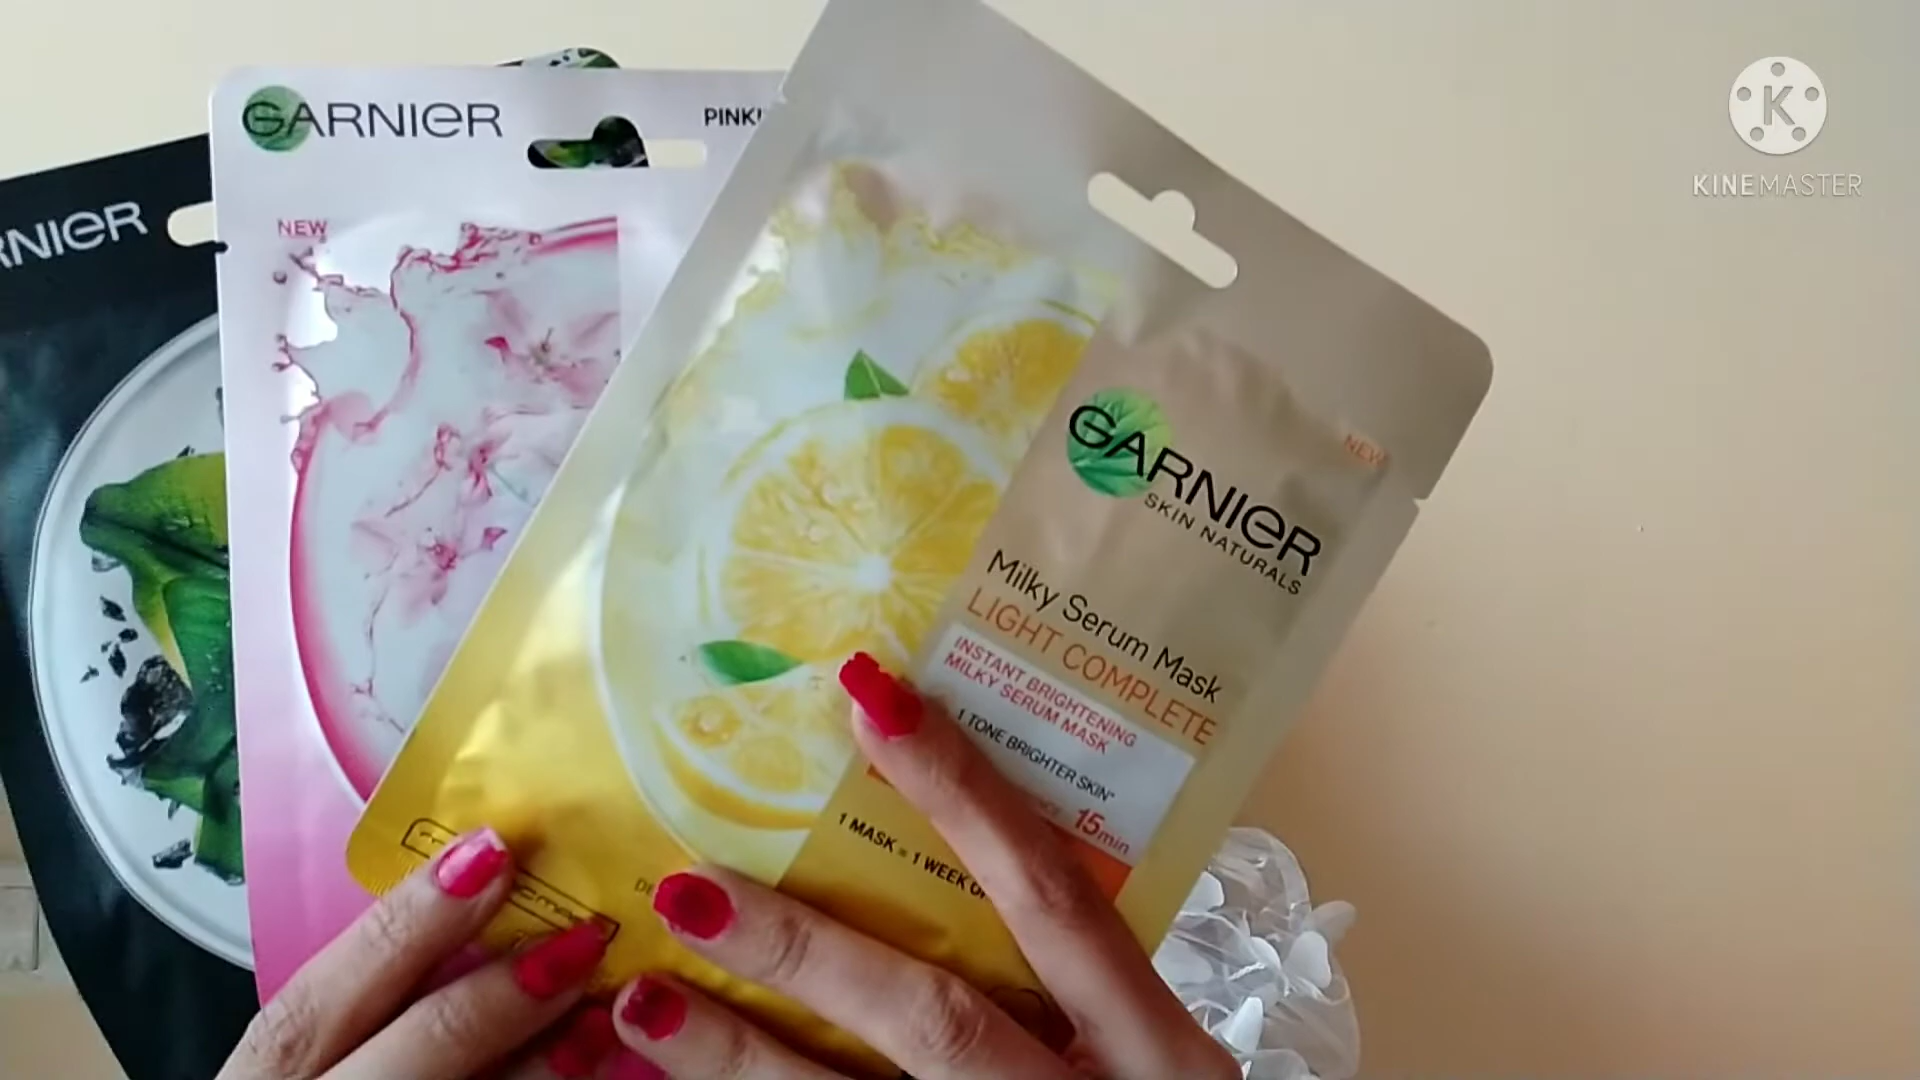 GARNIER
PINK
NEW
RNIER
GARNIER
SKIN NATURALS
NEW
Milky Serum Mask
LIGHT COMPLETE
INSTANT BRIGHTENING
MILKY SERUM MASK
1 TONE BRIGHTER SKIN*
15min
1 MASK = 1 WEEK OF
KINEMASTER